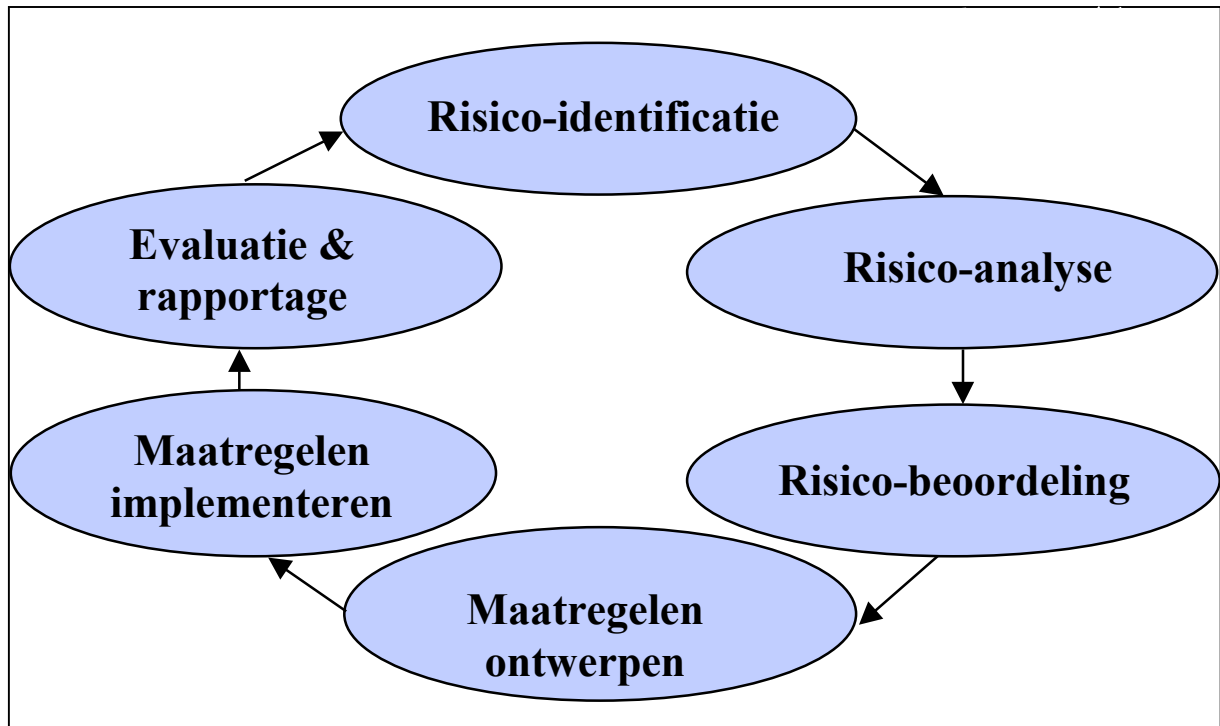 Risico-identificatie
Risico-analyse
Risico-beoordeling
Maatregelen
ontwerpen
Maatregelen
implementeren
Evaluatie &
rapportage